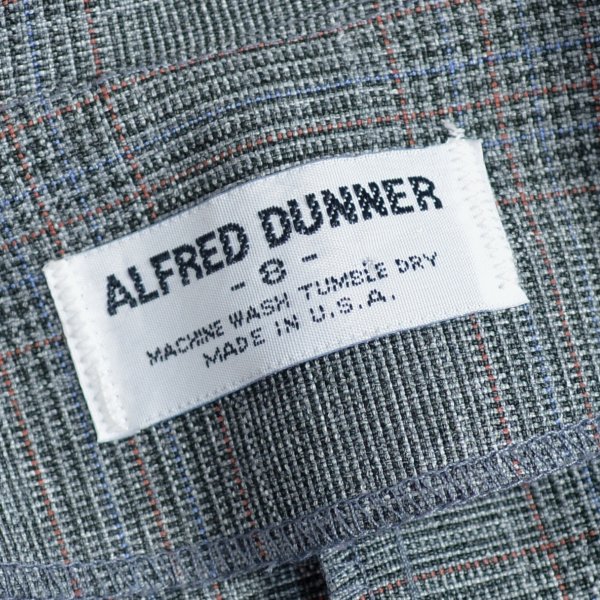 ALFRED DUNNER
- 8 -
MACHINE WASH TUMBLE DRY
MADE IN U.S.A.